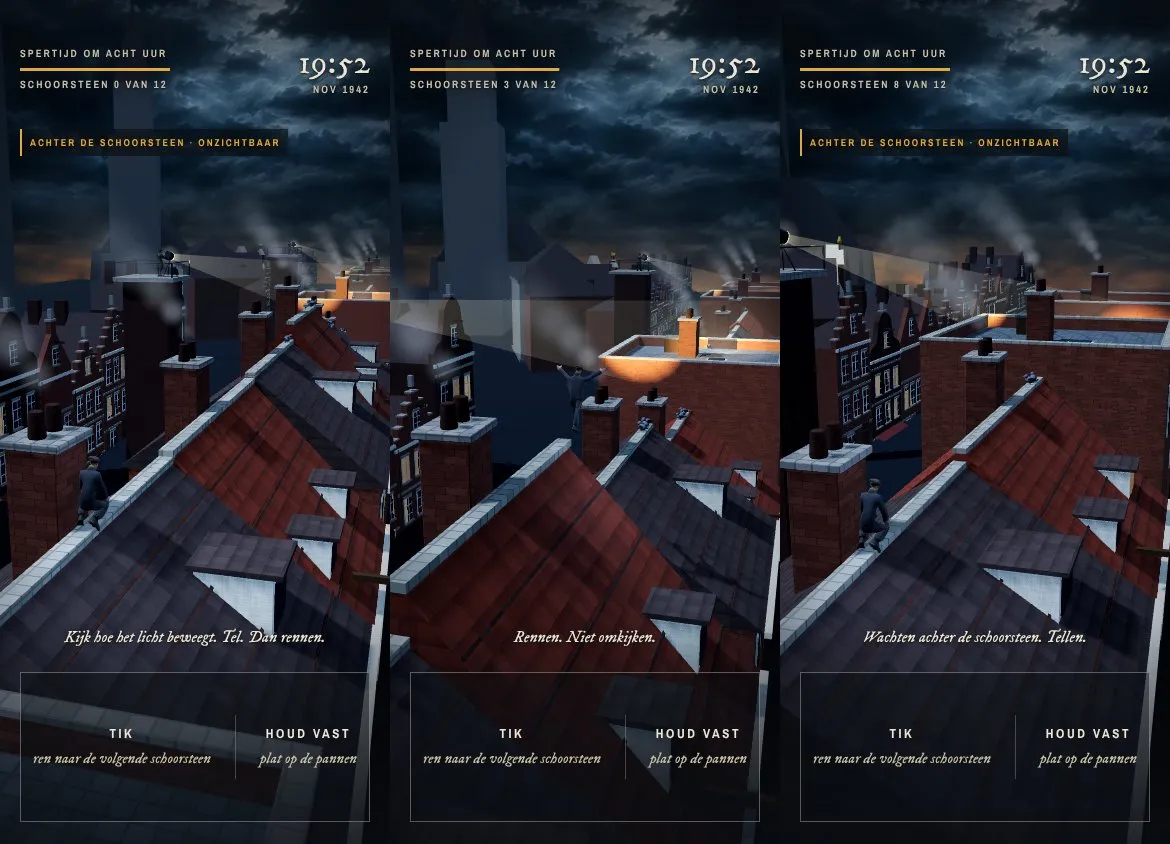 SPERTIJD OM ACHT UUR
SCHOORSTEEN 0 VAN 12
19:52
NOV 1942
ACHTER DE SCHOORSTEEN · ONZICHTBAAR
Kijk hoe het licht beweegt. Tel. Dan rennen.
TIK
ren naar de volgende schoorsteen
HOUD VAST
plat op de pannen
SPERTIJD OM ACHT UUR
SCHOORSTEEN 3 VAN 12
19:52
NOV 1942
Rennen. Niet omkijken.
TIK
ren naar de volgende schoorsteen
HOUD VAST
plat op de pannen
SPERTIJD OM ACHT UUR
SCHOORSTEEN 8 VAN 12
19:52
NOV 1942
ACHTER DE SCHOORSTEEN · ONZICHTBAAR
Wachten achter de schoorsteen. Tellen.
TIK
ren naar de volgende schoorsteen
HOUD VAST
plat op de pannen